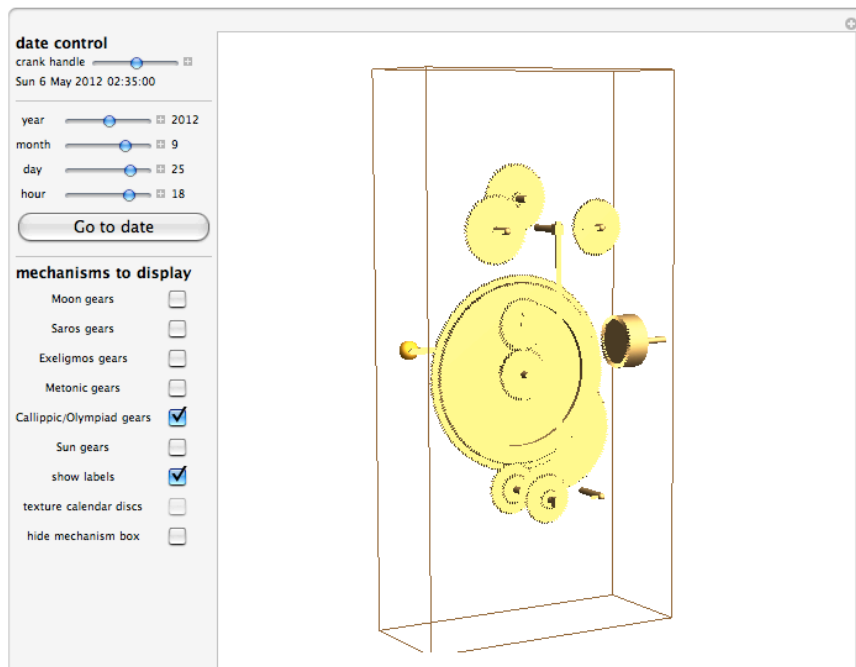 date control
crank handle
Sun 6 May 2012 02:35:00
year 2012
month 9
day 25
hour 18
Go to date
mechanisms to display
Moon gears
Saros gears
Exeligmos gears
Metonic gears
Callippic/Olympiad gears
Sun gears
show labels
texture calendar discs
hide mechanism box